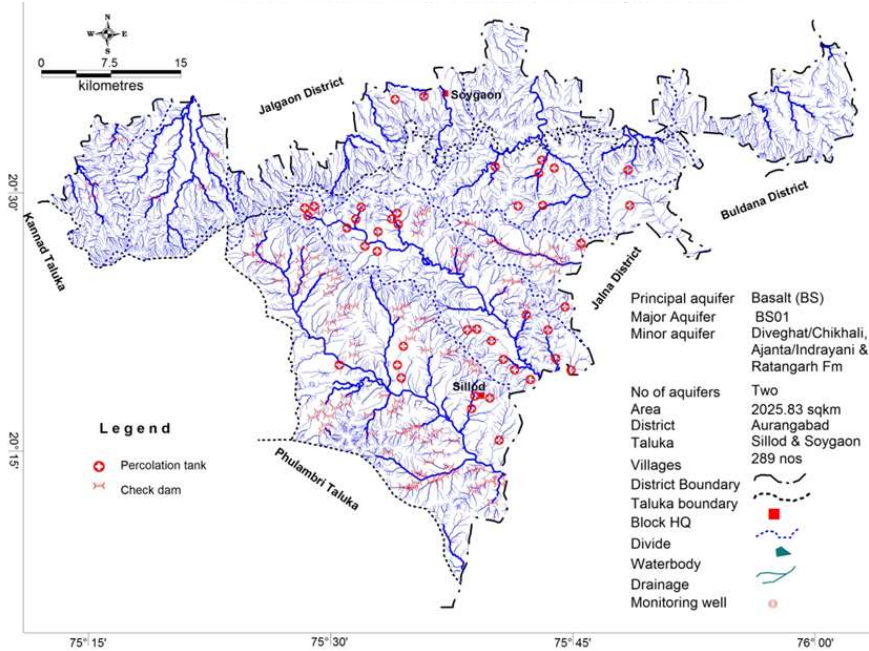 N
W E
S
0 7.5 15
kilometres
Jalgaon District
Soygaon
20°30'
Kannad Taluka
Buldana District
Jalna District
Principal aquifer Basalt (BS)
Major Aquifer BS01
Minor aquifer Diveghat/Chikhali,
Ajanta/Indrayani &
Ratangarh Fm
Sillod
No of aquifers Two
Area 2025.83 sqkm
District Aurangabad
Taluka Sillod & Soygaon
Villages 289 nos
District Boundary
Taluka boundary
Block HQ
Divide
Waterbody
Drainage
Monitoring well
Legend
Percolation tank
Check dam
20°15'
Phulambri Taluka
75°15' 75°30' 75°45' 76°00'